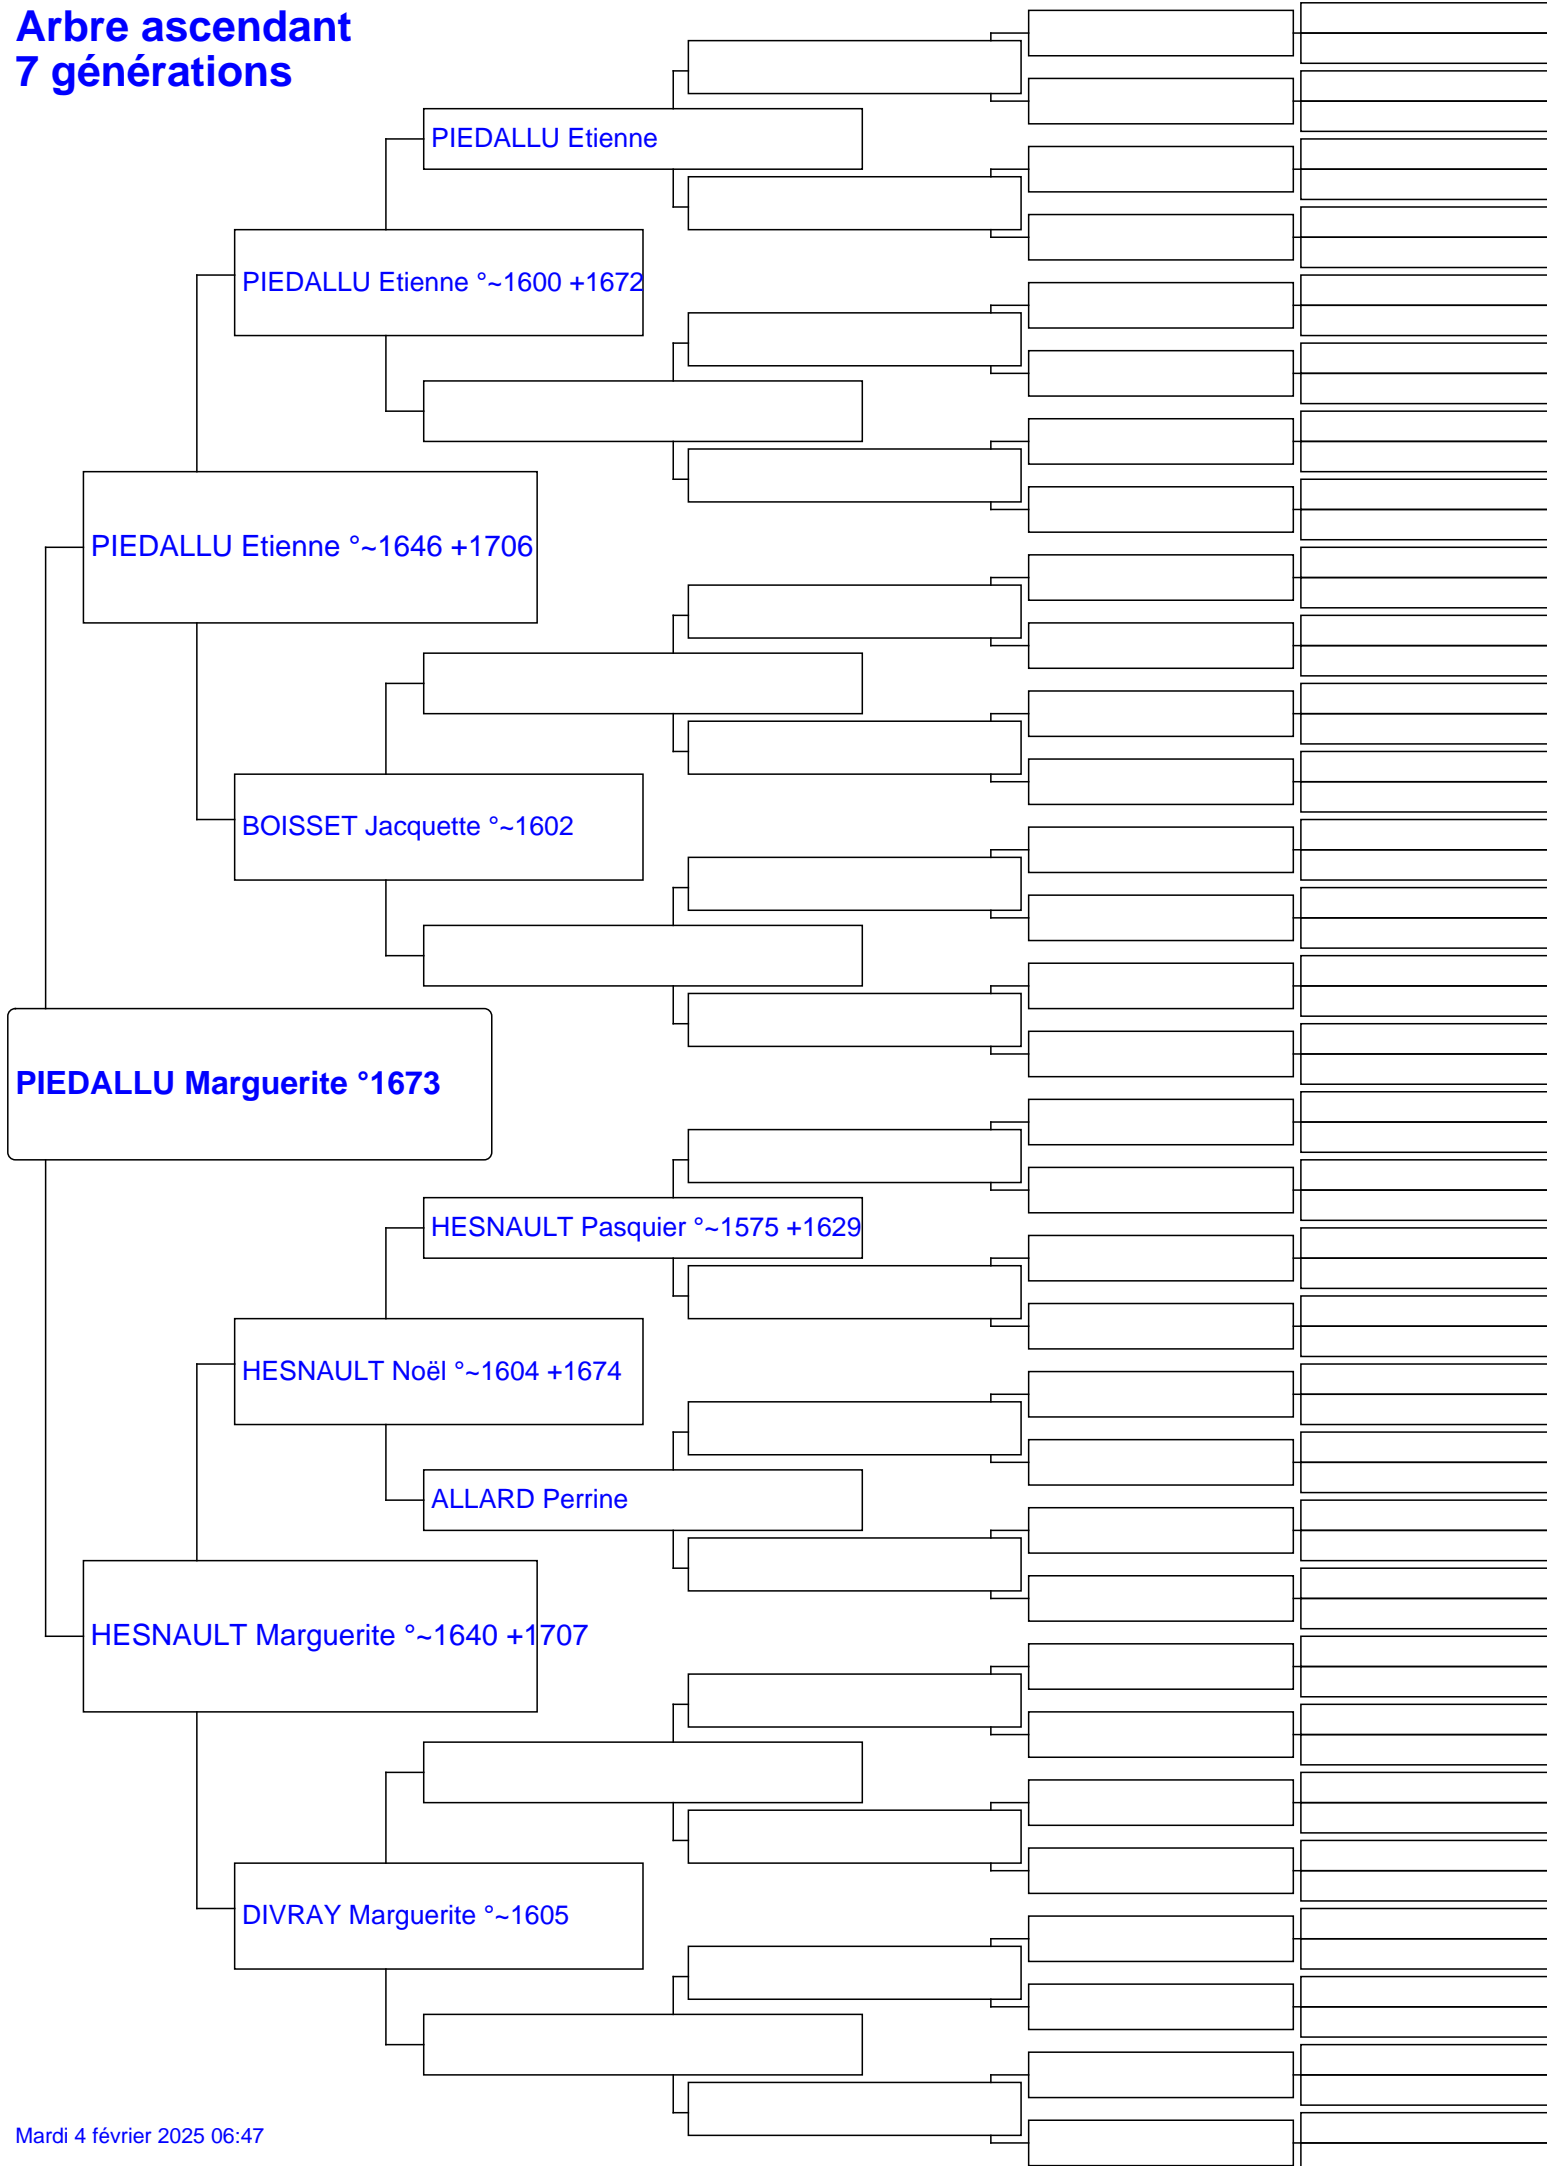 Arbre ascendant
7 générations
PIEDALLU Etienne
PIEDALLU Etienne °~1600 +1672
PIEDALLU Etienne °~1646 +1706
BOISSET Jacquette °~1602
PIEDALLU Marguerite °1673
HESNAULT Pasquier °~1575 +1629
HESNAULT Noël °~1604 +1674
ALLARD Perrine
HESNAULT Marguerite °~1640 +1707
DIVRAY Marguerite °~1605
Mardi 4 février 2025 06:47